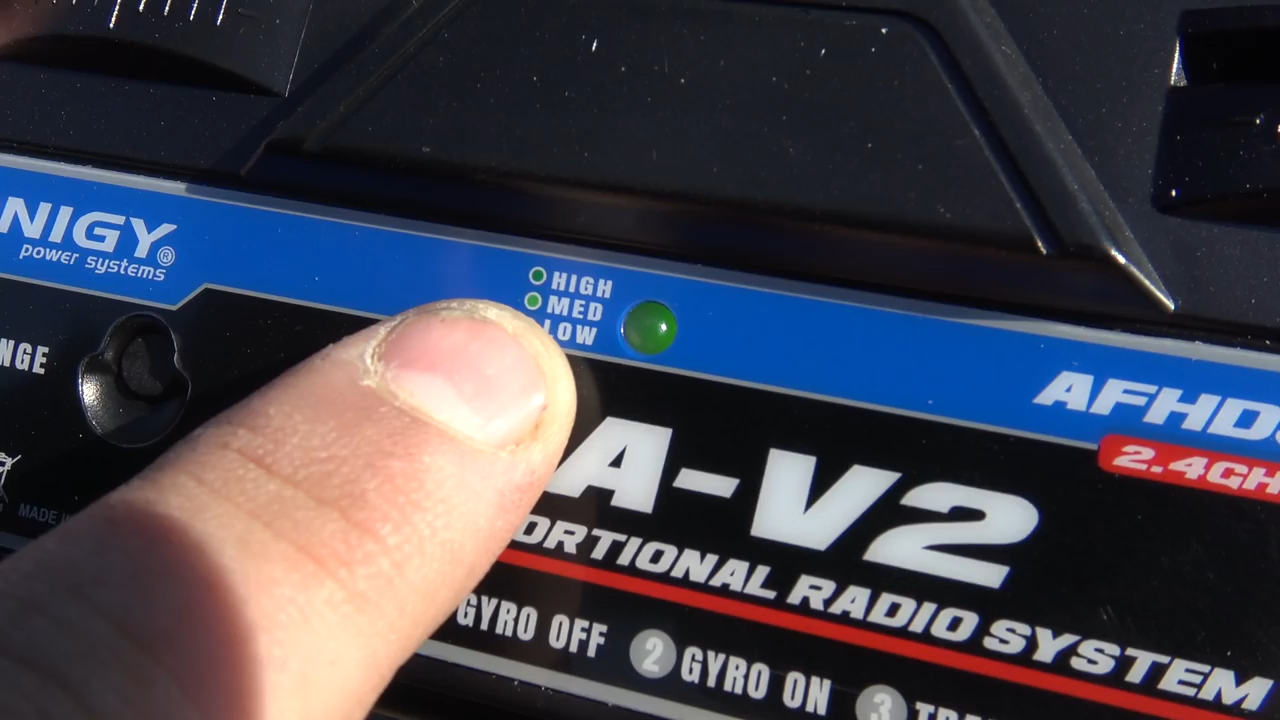 NIGY®
power systems
HIGH
MED
LOW
NGE
AFHD
2.4GH
A-V2
MADE
ORTIONAL RADIO SYSTEM
GYRO OFF 2 GYRO ON 3 TRA